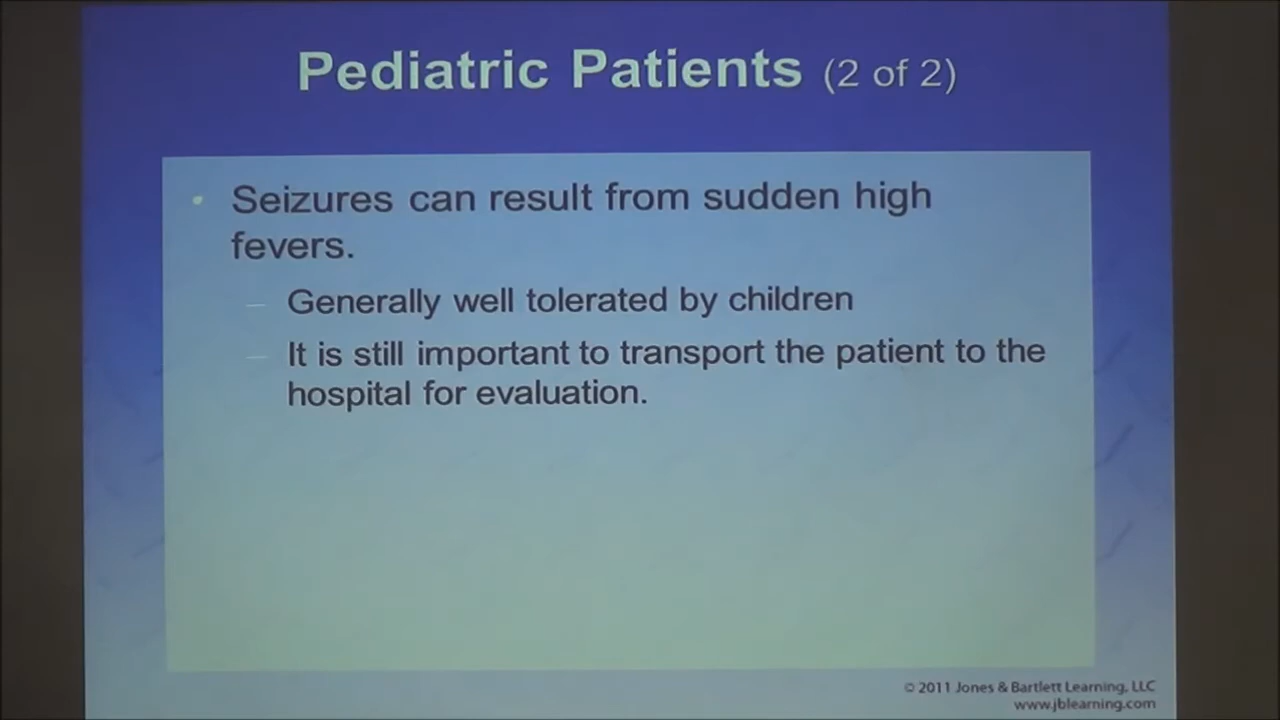 Pediatric Patients (2 of 2)
• Seizures can result from sudden high
fevers.
– Generally well tolerated by children
– It is still important to transport the patient to the
hospital for evaluation.
© 2011 Jones & Bartlett Learning, LLC
www.jblearning.com